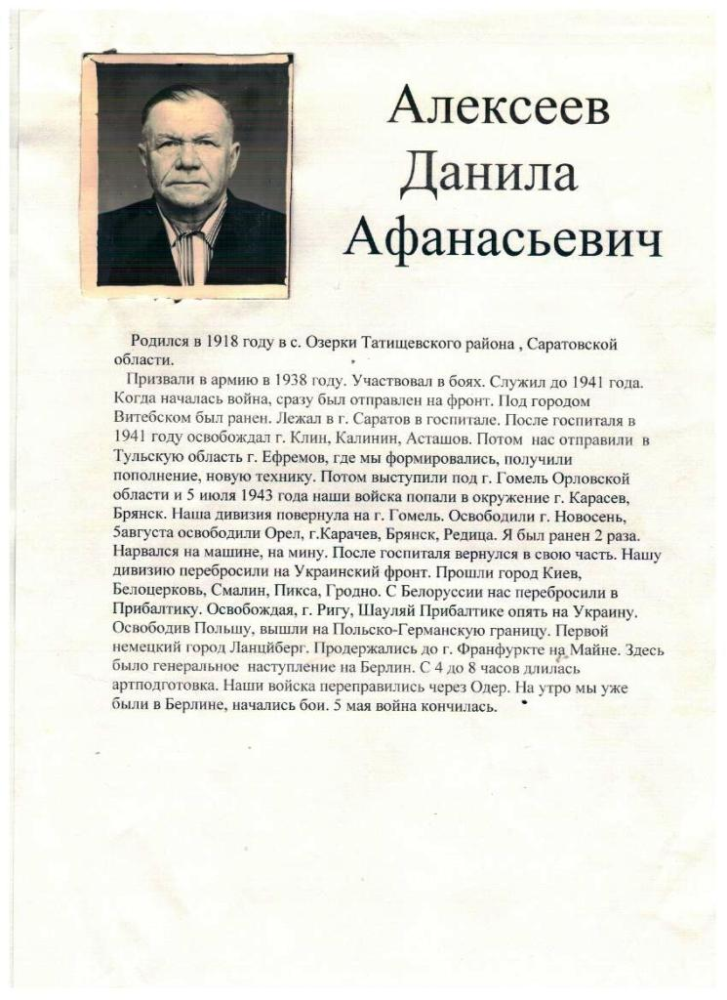 Алексеев
Данила
Афанасьевич
Родился в 1918 году в с. Озерки Татищевского района , Саратовской
области.
Призвали в армию в 1938 году. Участвовал в боях. Служил до 1941 года.
Когда началась война, сразу был отправлен на фронт. Под городом
Витебском был ранен. Лежал в г. Саратов в госпитале. После госпиталя в
1941 году освобождал г. Клин, Калинин, Асташов. Потом нас отправили в
Тульскую область г. Ефремов, где мы формировались, получили
пополнение, новую технику. Потом выступили под г. Гомель Орловской
области и 5 июля 1943 года наши войска попали в окружение г. Карасев,
Брянск. Наша дивизия повернула на г. Гомель. Освободили г. Новосень,
5августа освободили Орел, г.Карачев, Брянск, Редица. Я был ранен 2 раза.
Нарвался на машине, на мину. После госпиталя вернулся в свою часть. Нашу
дивизию перебросили на Украинский фронт. Прошли город Киев,
Белоцерковь, Смалин, Пикса, Гродно. С Белоруссии нас перебросили в
Прибалтику. Освобождая, г. Ригу, Шауляй Прибалтике опять на Украину.
Освободив Польшу, вышли на Польско-Германскую границу. Первой
немецкий город Ланцйберг. Продержались до г. Франфуркте на Майне. Здесь
было генеральное наступление на Берлин. С 4 до 8 часов длилась
артподготовка. Наши войска переправились через Одер. На утро мы уже
были в Берлине, начались бои. 5 мая война кончилась.